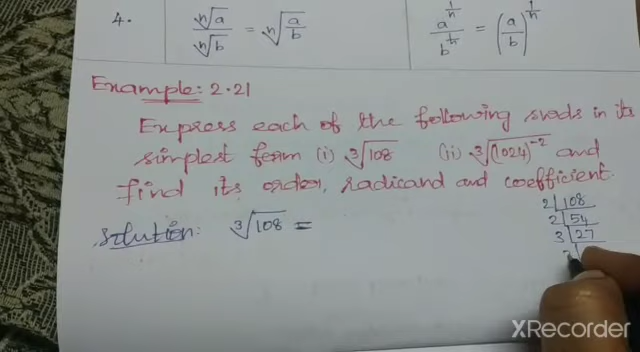 4. ⁿ√a / ⁿ√b = ⁿ√(a/b) a^(1/n) / b^(1/n) = (a/b)^(1/n)
Example: 2.21
Express each of the following surds in its
simplest form (i) ³√108 (ii) ³√(1024)⁻² and
find its order, radicand and coefficient.
Solution: ³√108 =
2 108
2 54
3 27
XRecorder